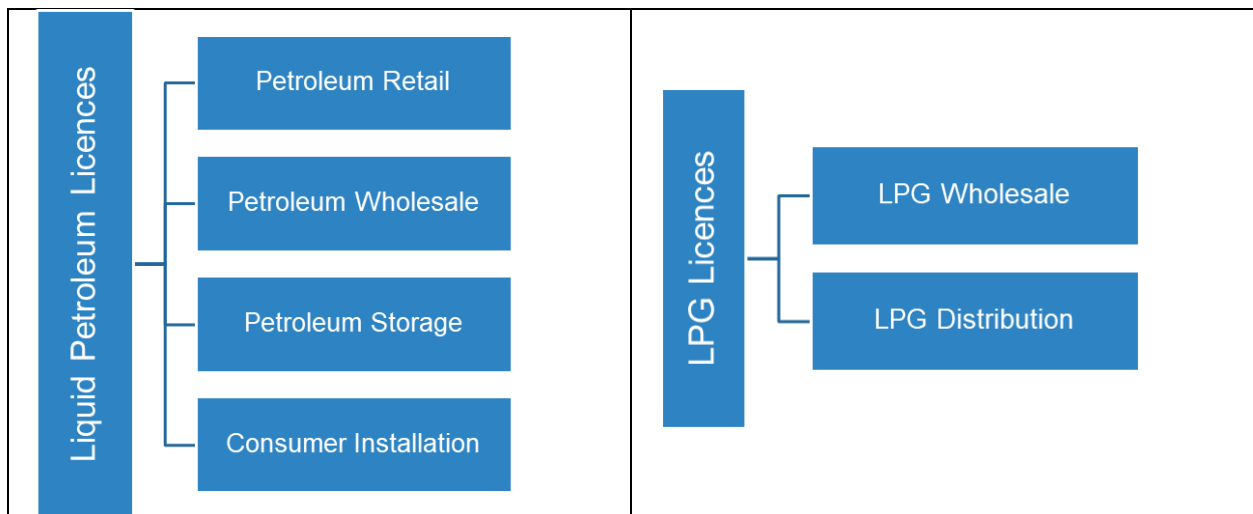 Liquid Petroleum Licences
Petroleum Retail
Petroleum Wholesale
Petroleum Storage
Consumer Installation
LPG Licences
LPG Wholesale
LPG Distribution